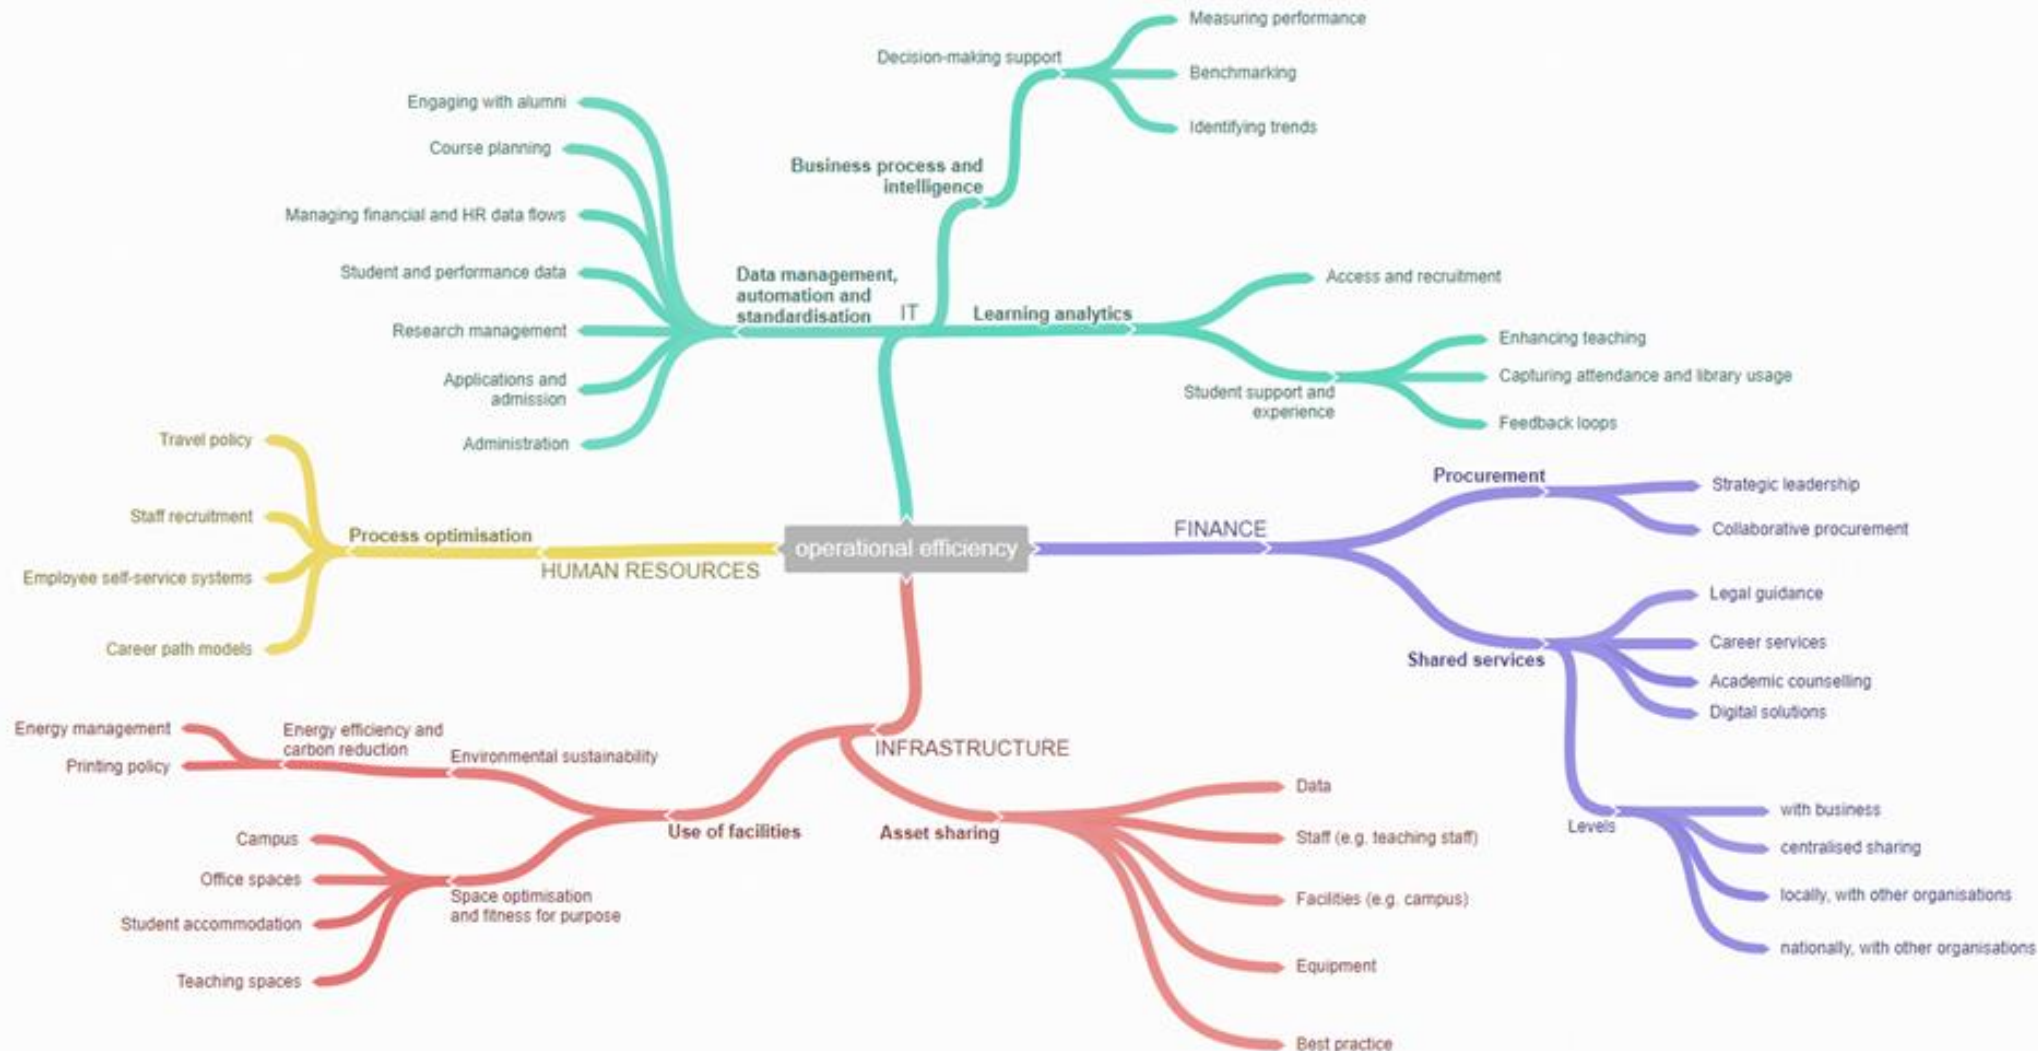 operational efficiency
IT
Business process and
intelligence
Decision-making support
Measuring performance
Benchmarking
Identifying trends
Data management,
automation and
standardisation
Engaging with alumni
Course planning
Managing financial and HR data flows
Student and performance data
Research management
Applications and
admission
Administration
Learning analytics
Access and recruitment
Student support and
experience
Enhancing teaching
Capturing attendance and library usage
Feedback loops
FINANCE
Procurement
Strategic leadership
Collaborative procurement
Shared services
Legal guidance
Career services
Academic counselling
Digital solutions
Levels
with business
centralised sharing
locally, with other organisations
nationally, with other organisations
HUMAN RESOURCES
Process optimisation
Travel policy
Staff recruitment
Employee self-service systems
Career path models
INFRASTRUCTURE
Use of facilities
Environmental sustainability
Energy efficiency and
carbon reduction
Energy management
Printing policy
Space optimisation
and fitness for purpose
Campus
Office spaces
Student accommodation
Teaching spaces
Asset sharing
Data
Staff (e.g. teaching staff)
Facilities (e.g. campus)
Equipment
Best practice